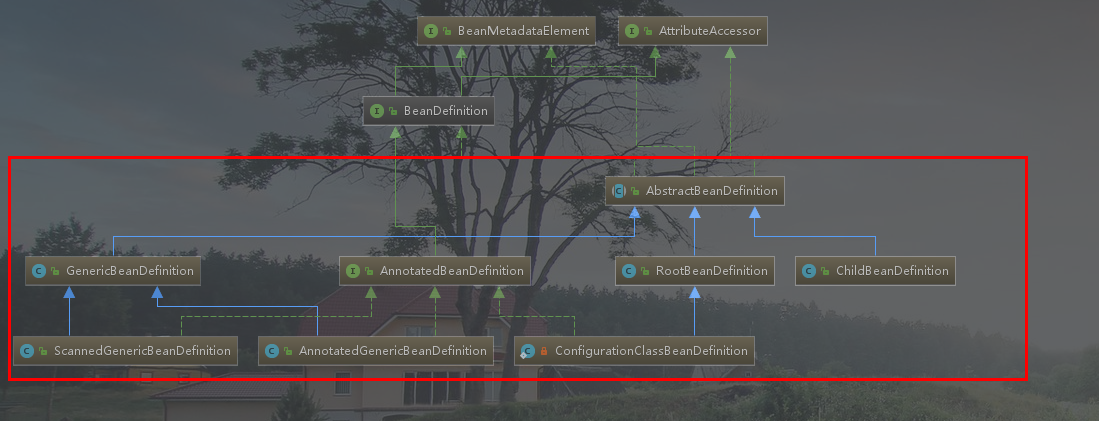 BeanMetadataElement
AttributeAccessor
BeanDefinition
AbstractBeanDefinition
GenericBeanDefinition
AnnotatedBeanDefinition
RootBeanDefinition
ChildBeanDefinition
ScannedGenericBeanDefinition
AnnotatedGenericBeanDefinition
ConfigurationClassBeanDefinition